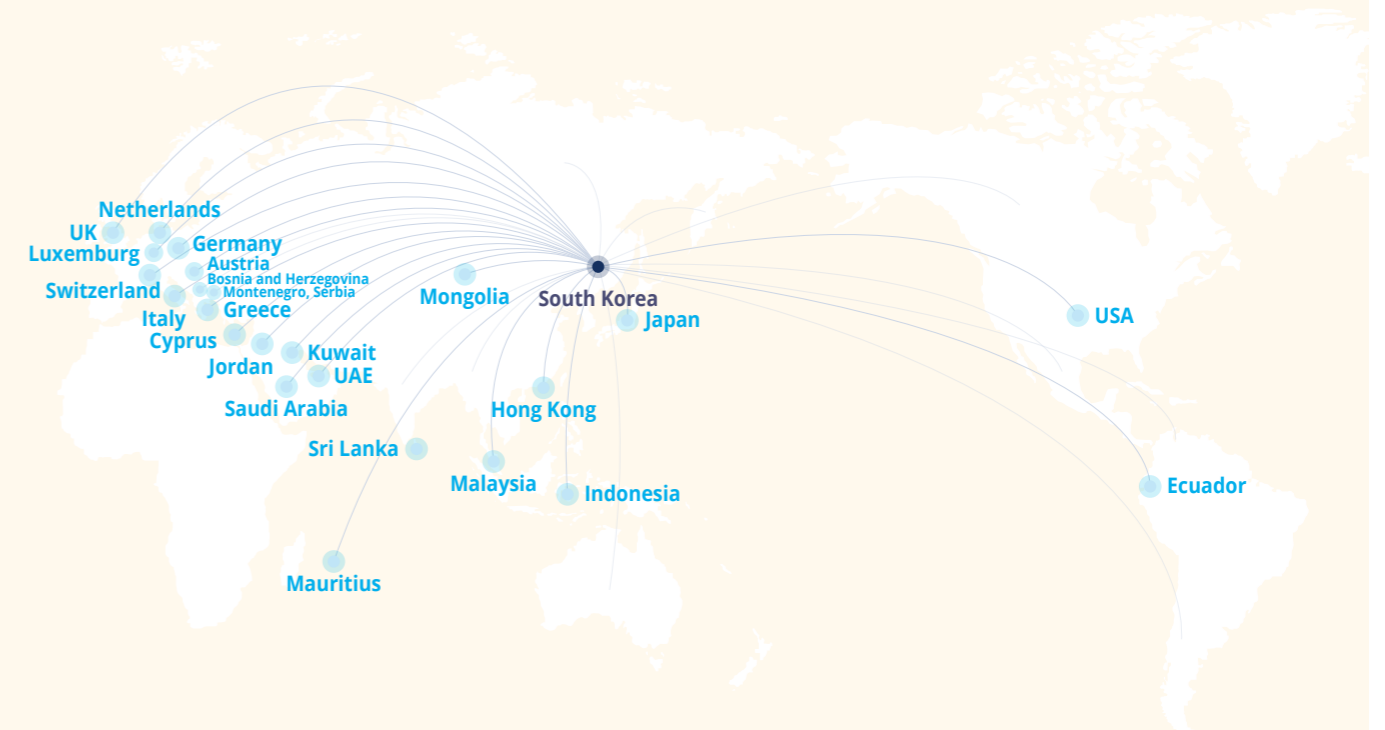 Netherlands
UK
Luxemburg
Germany
Austria
Bosnia and Herzegovina
Switzerland
Montenegro, Serbia
Greece
Italy
Cyprus
Jordan
Kuwait
UAE
Saudi Arabia
Mongolia
South Korea
Japan
USA
Hong Kong
Sri Lanka
Malaysia
Indonesia
Ecuador
Mauritius